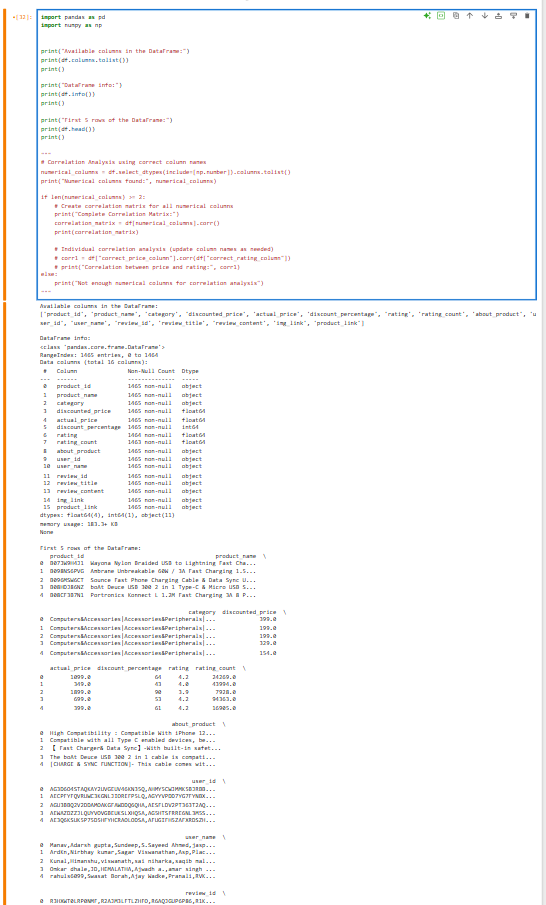 [32]:
import pandas as pd
import numpy as np
print("Available columns in the DataFrame:")
print(df.columns.tolist())
print()
print("DataFrame info:")
print(df.info())
print()
print("First 5 rows of the DataFrame:")
print(df.head())
print()
# Correlation Analysis using correct column names
numerical_columns = df.select_dtypes(include=[np.number]).columns.tolist()
print("Numerical columns found:", numerical_columns)
if len(numerical_columns) >= 2:
# Create correlation matrix for all numerical columns
print("Complete Correlation Matrix:")
correlation_matrix = df[numerical_columns].corr()
print(correlation_matrix)
# Individual correlation analysis (update column names as needed)
# corr1 = df["correct_price_column"].corr(df["correct_rating_column"])
# print("Correlation between price and rating:", corr1)
else:
print("Not enough numerical columns for correlation analysis")
Available columns in the DataFrame:
['product_id', 'product_name', 'category', 'discounted_price', 'actual_price', 'discount_percentage', 'rating', 'rating_count', 'about_product', 'u
ser_id', 'user_name', 'review_id', 'review_title', 'review_content', 'img_link', 'product_link']
DataFrame info:
<class 'pandas.core.frame.DataFrame'>
RangeIndex: 1465 entries, 0 to 1464
Data columns (total 16 columns):
# Column Non-Null Count Dtype
--- ------ -------------- -----
0 product_id 1465 non-null object
1 product_name 1465 non-null object
2 category 1465 non-null object
3 discounted_price 1465 non-null float64
4 actual_price 1465 non-null float64
5 discount_percentage 1465 non-null int64
6 rating 1464 non-null float64
7 rating_count 1463 non-null float64
8 about_product 1465 non-null object
9 user_id 1465 non-null object
10 user_name 1465 non-null object
11 review_id 1465 non-null object
12 review_title 1465 non-null object
13 review_content 1465 non-null object
14 img_link 1465 non-null object
15 product_link 1465 non-null object
dtypes: float64(4), int64(1), object(11)
memory usage: 183.3+ KB
None
First 5 rows of the DataFrame:
product_id product_name \
0 Wayona Nylon Braided USB to Lightning Fast Cha...
1 Ambrane Unbreakable 60W / 3A Fast Charging 1.5...
2 Sounce Fast Phone Charging Cable & Data Sync U...
3 boAt Deuce USB 300 2 in 1 Type-C & Micro USB S...
4 Portronics Konnect L 1.2M Fast Charging 3A 8 P...
category discounted_price \
0 Computers&Accessories|Accessories&Peripherals|... 399.0
1 Computers&Accessories|Accessories&Peripherals|... 199.0
2 Computers&Accessories|Accessories&Peripherals|... 199.0
3 Computers&Accessories|Accessories&Peripherals|... 329.0
4 Computers&Accessories|Accessories&Peripherals|... 154.0
actual_price discount_percentage rating rating_count \
0 1099.0 64 4.2 24269.0
1 349.0 43 4.0 43994.0
2 1899.0 90 3.9 7928.0
3 699.0 53 4.2 94363.0
4 399.0 61 4.2 16905.0
about_product \
0 High Compatibility : Compatible With iPhone 12...
1 Compatible with all Type C enabled devices, be...
2 【 Fast Charger& Data Sync】-With built-in safet...
3 The boAt Deuce USB 300 2 in 1 cable is compati...
4 [CHARGE & SYNC FUNCTION]- This cable comes wit...
user_id \
0
1
2
3
4
user_name \
0 Manav,Adarsh gupta,Sundeep,S.Sayeed Ahmed,jasp...
1 ArdKn,Nirbhay kumar,Sagar Viswanathan,Asp,Plac...
2 Kunal,Himanshu,viswanath,sai niharka,saqib mal...
3 Omkar dhale,JD,HEMALATHA,Ajwadh a.,amar singh ...
4 rahuls6099,Swasat Borah,Ajay Wadke,Pranali,RVK...
review_id \
0